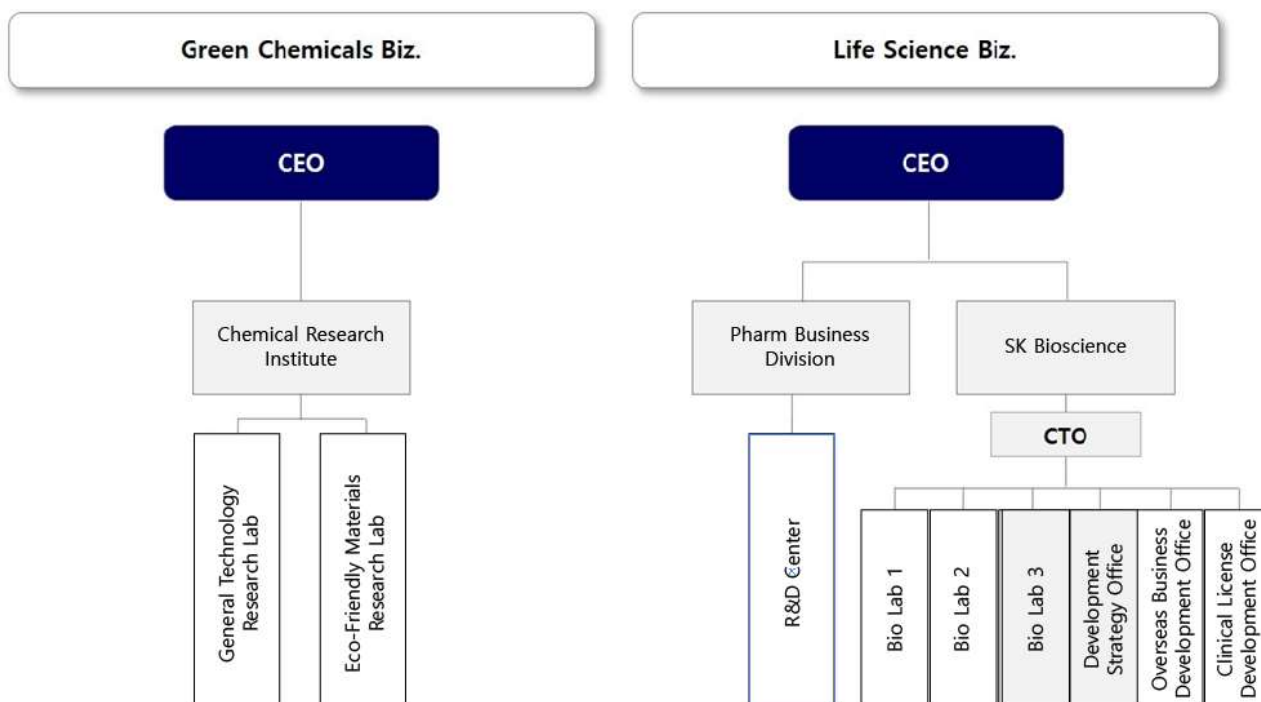 Green Chemicals Biz.
Life Science Biz.
CEO
CEO
Chemical Research
Institute
Pharm Business
Division
SK Bioscience
CTO
General Technology
Research Lab
Eco-Friendly Materials
Research Lab
R&D Center
Bio Lab 1
Bio Lab 2
Bio Lab 3
Development
Strategy Office
Overseas Business
Development Office
Clinical License
Development Office